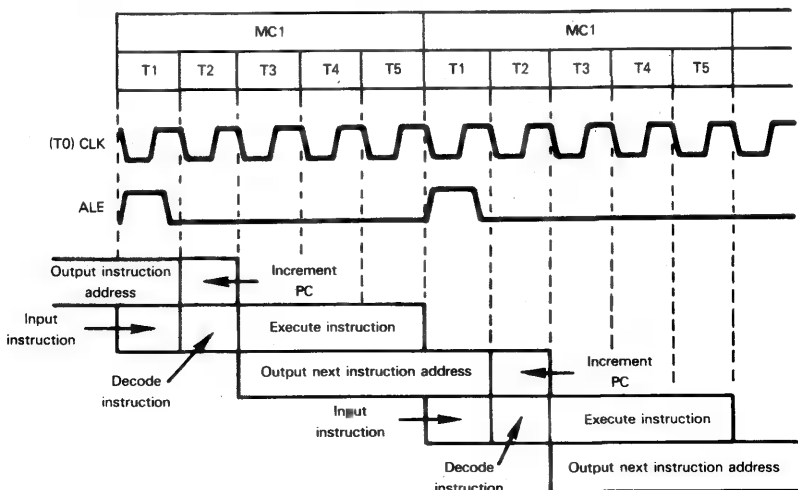 MC1 MC1
T1 T2 T3 T4 T5 T1 T2 T3 T4 T5
(T0) CLK
ALE
Output instruction
address
Increment
PC
Input
instruction
Execute instruction
Decode
instruction
Output next instruction address
Increment
PC
Input
instruction
Execute instruction
Decode
instruction
Output next instruction address